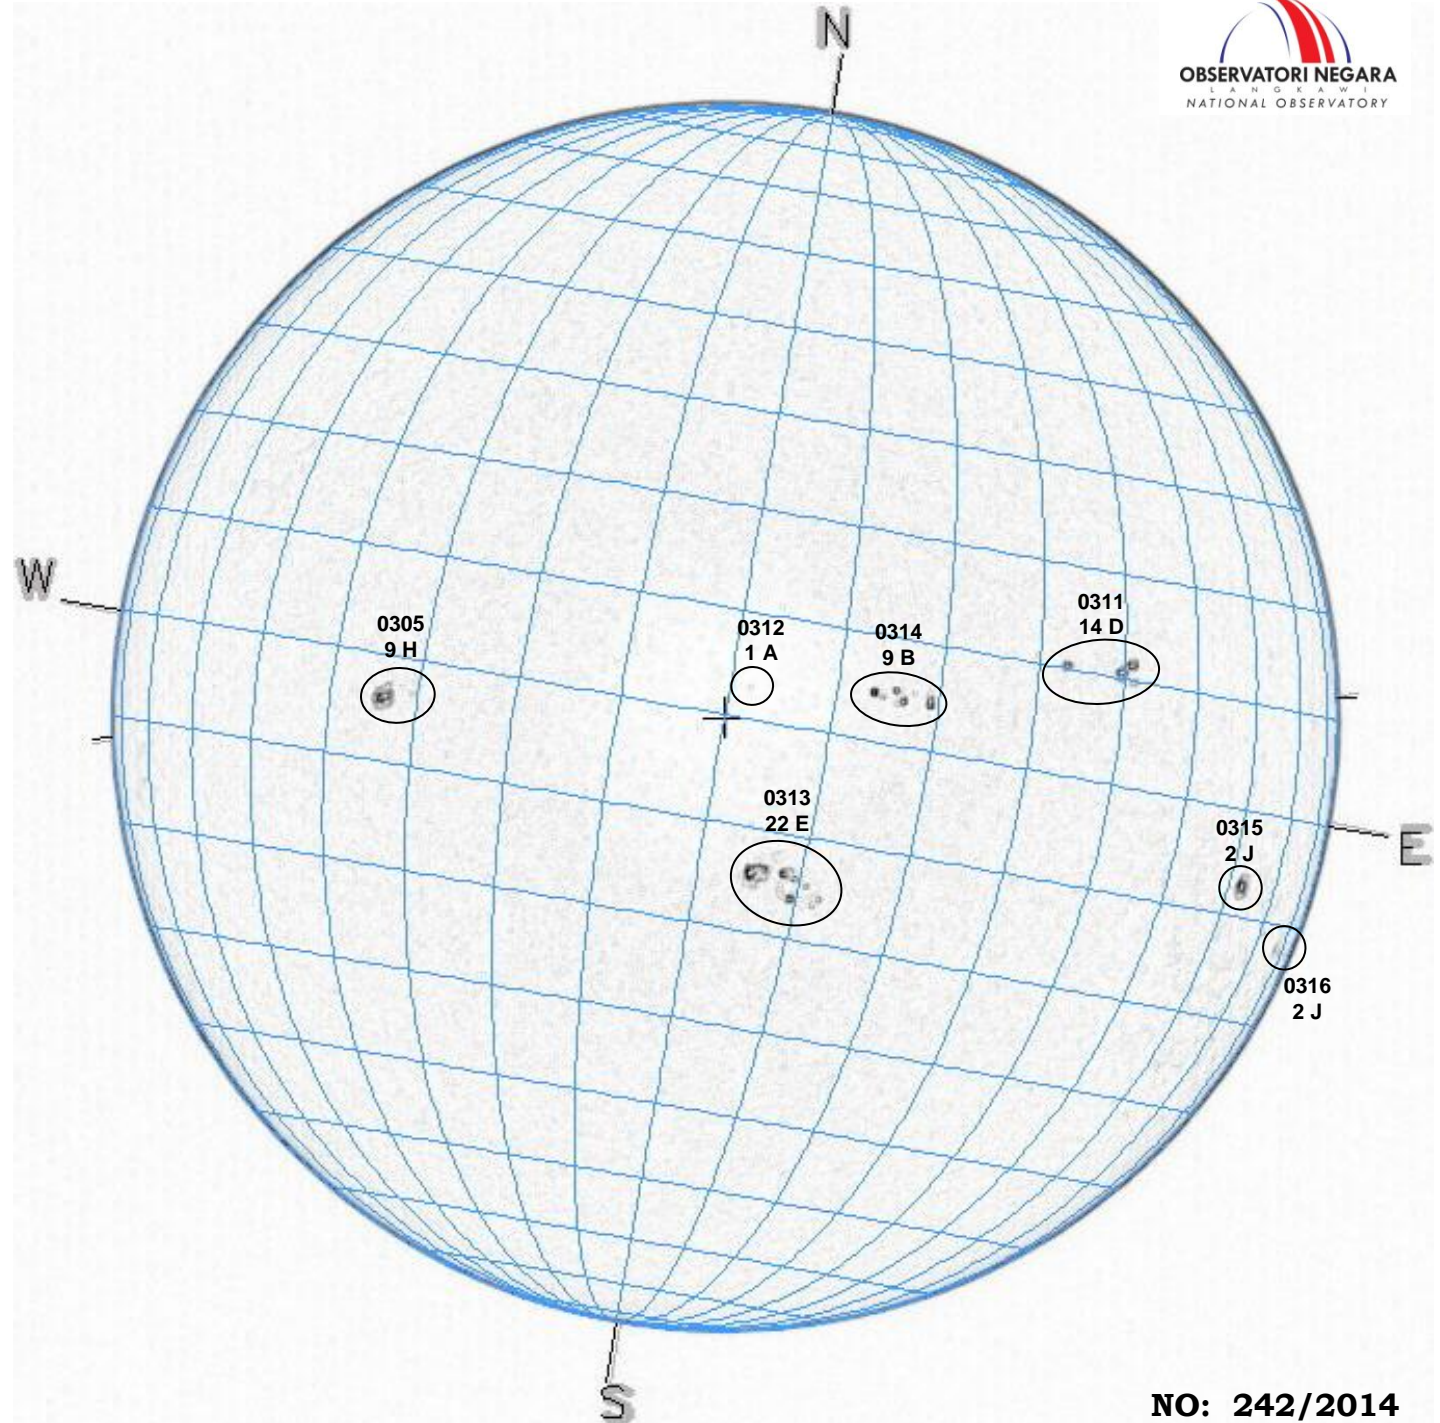 N
OBSERVATORI NEGARA
LANGKAWI
NATIONAL OBSERVATORY
W
0305
9 H
0312
1 A
0314
9 B
0311
14 D
0313
22 E
0315
2 J
E
0316
2 J
S
NO: 242/2014